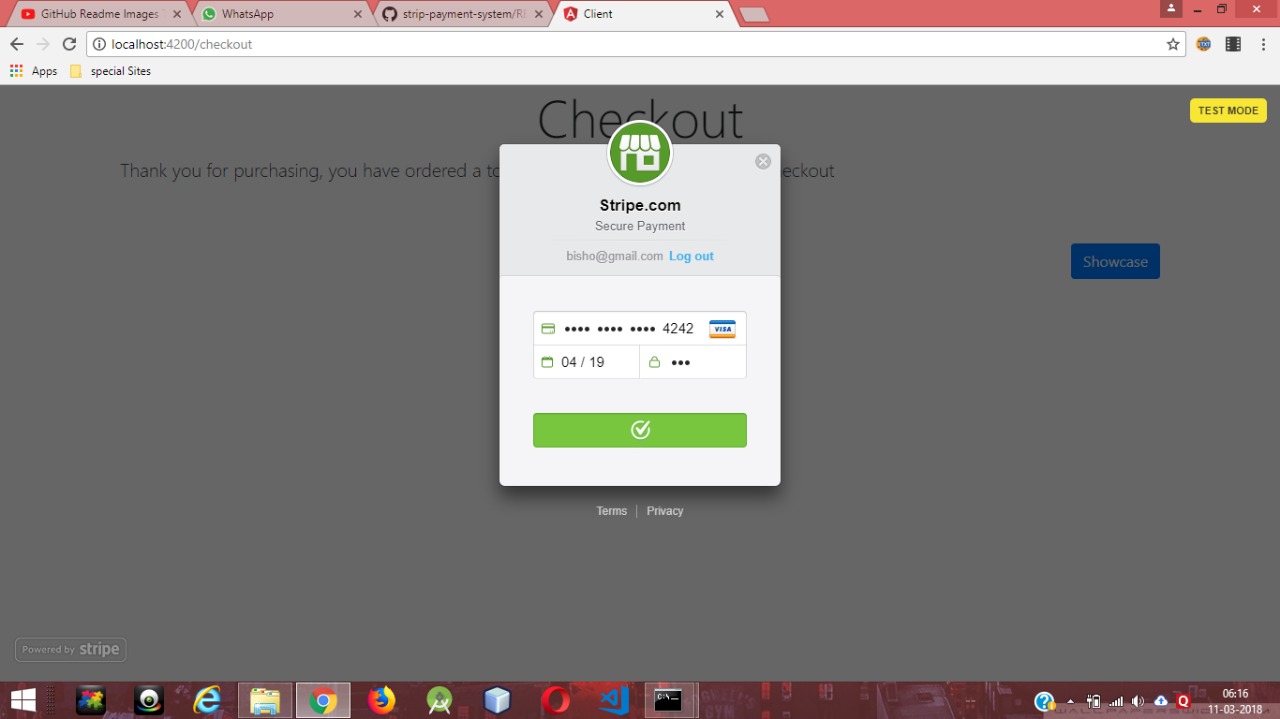 GitHub Readme Images
WhatsApp
strip-payment-system/RE
Client
localhost:4200/checkout
Apps
special Sites
Checkout
TEST MODE
Thank you for purchasing, you have ordered a to
eckout
Stripe.com
Secure Payment
bisho@gmail.com Log out
Showcase
•••• •••• •••• 4242 VISA
04 / 19 •••
Terms | Privacy
Powered by stripe
06:16
11-03-2018